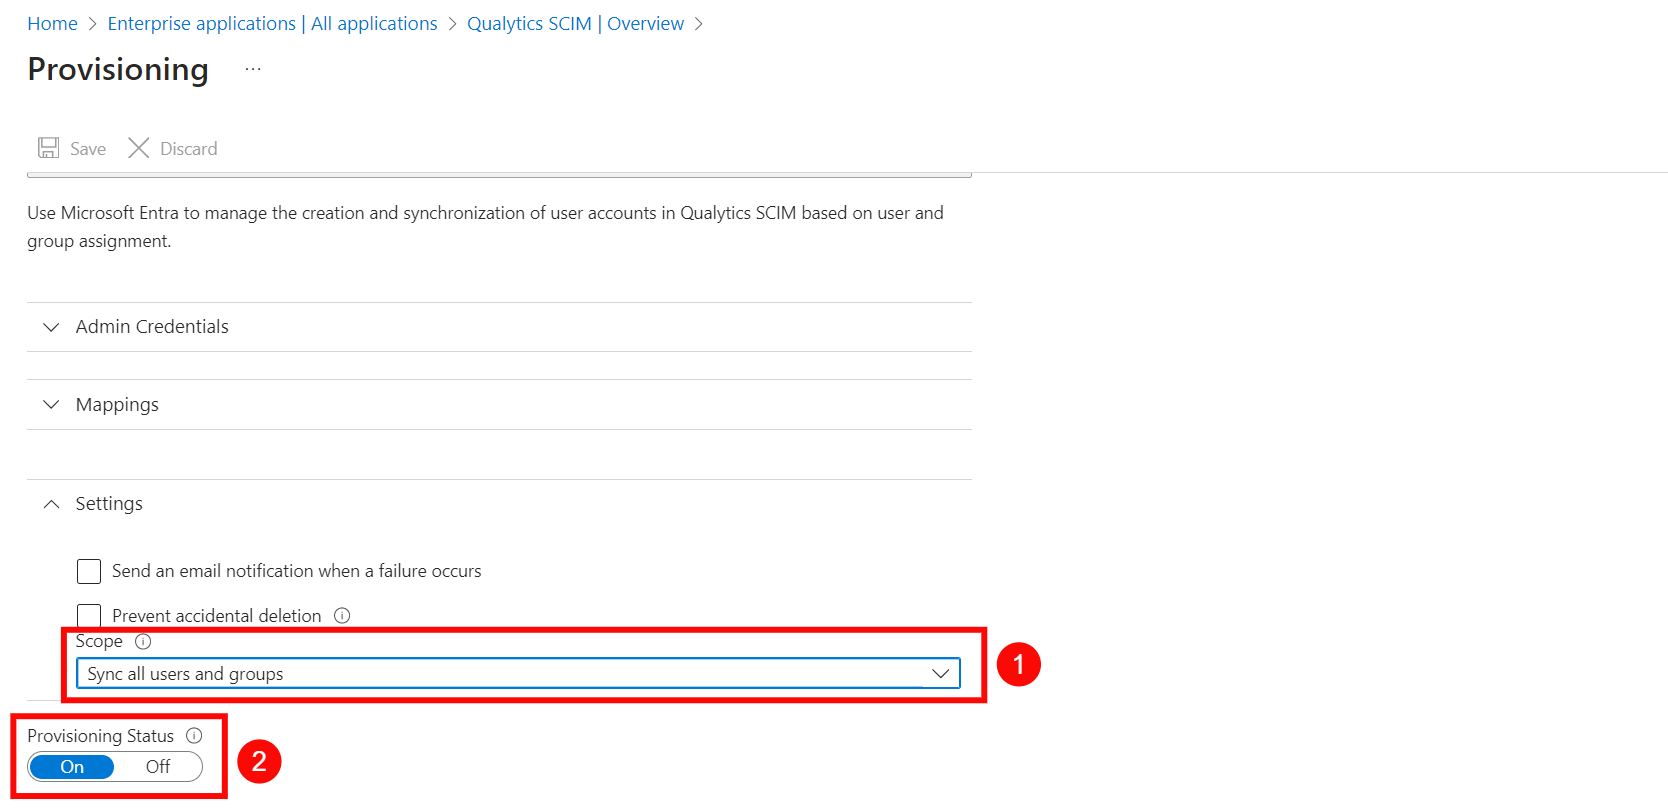 Home > Enterprise applications | All applications > Qualytics SCIM | Overview >
Provisioning ...
Save Discard
Use Microsoft Entra to manage the creation and synchronization of user accounts in Qualytics SCIM based on user and
group assignment.
Admin Credentials
Mappings
Settings
Send an email notification when a failure occurs
Prevent accidental deletion
Scope
Sync all users and groups
1
Provisioning Status
On Off
2